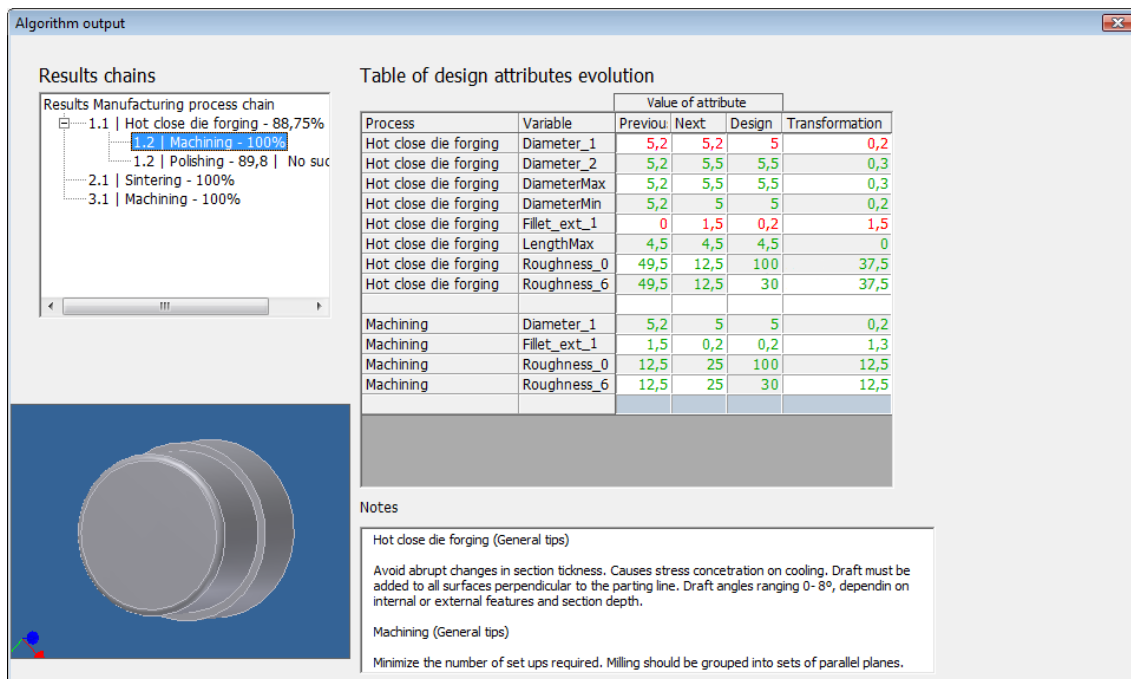 Algorithm output
Results chains
Results Manufacturing process chain
1.1 | Hot close die forging - 88,75%
1.2 | Machining - 100%
1.2 | Polishing - 89,8 | No suc
2.1 | Sintering - 100%
3.1 | Machining - 100%
Table of design attributes evolution
Value of attribute
Process Variable Previou: Next Design Transformation
Hot close die forging Diameter_1 5,2 5,2 5 0,2
Hot close die forging Diameter_2 5,2 5,5 5,5 0,3
Hot close die forging DiameterMax 5,2 5,5 5,5 0,3
Hot close die forging DiameterMin 5,2 5 5 0,2
Hot close die forging Fillet_ext_1 0 1,5 0,2 1,5
Hot close die forging LengthMax 4,5 4,5 4,5 0
Hot close die forging Roughness_0 49,5 12,5 100 37,5
Hot close die forging Roughness_6 49,5 12,5 30 37,5
Machining Diameter_1 5,2 5 5 0,2
Machining Fillet_ext_1 1,5 0,2 0,2 1,3
Machining Roughness_0 12,5 25 100 12,5
Machining Roughness_6 12,5 25 30 12,5
Notes
Hot close die forging (General tips)
Avoid abrupt changes in section tickness. Causes stress concetration on cooling. Draft must be
added to all surfaces perpendicular to the parting line. Draft angles ranging 0- 8º, dependin on
internal or external features and section depth.
Machining (General tips)
Minimize the number of set ups required. Milling should be grouped into sets of parallel planes.